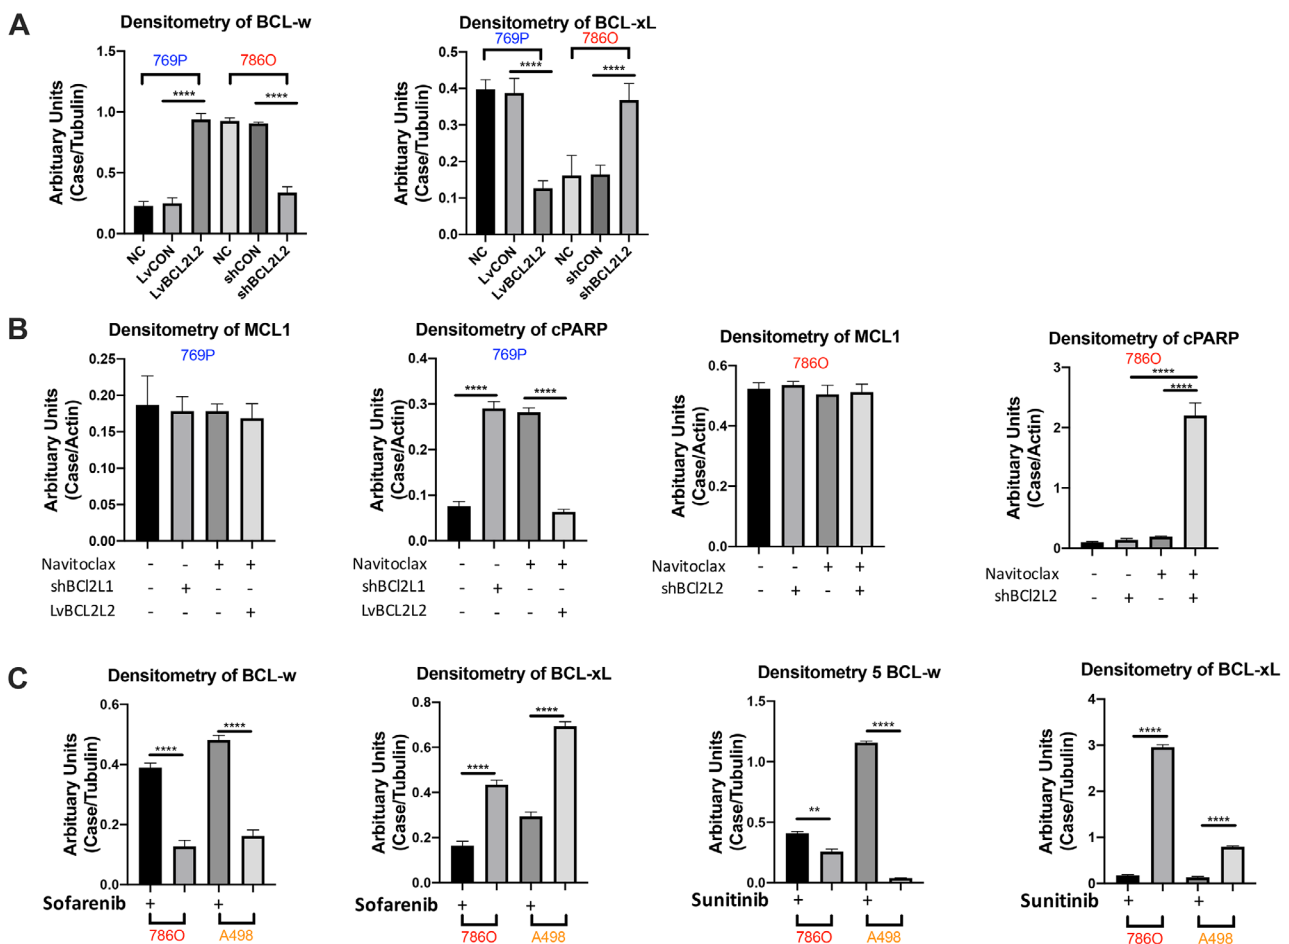 A
Densitometry of BCL-w
Arbituary Units
(Case/Tubulin)
1.5
1.0
0.5
0.0
769P
786O
****
****
NC
LvCON
LvBCL2L2
NC
shCON
shBCL2L2
Densitometry of BCL-xL
Arbituary Units
(Case/Tubulin)
0.5
0.4
0.3
0.2
0.1
0.0
769P
786O
****
****
NC
LvCON
LvBCL2L2
NC
shCON
shBCL2L2
B
Densitometry of MCL1
769P
Arbituary Units
(Case/Actin)
0.25
0.20
0.15
0.10
0.05
0.00
Navitoclax - - + +
shBCl2L1 - + - -
LvBCL2L2 - - - +
Densitometry of cPARP
769P
Arbituary Units
(Case/Actin)
0.4
0.3
0.2
0.1
0.0
****
****
Navitoclax - - + +
shBCl2L1 - + - -
LvBCL2L2 - - - +
Densitometry of MCL1
786O
Arbituary Units
(Case/Actin)
0.6
0.4
0.2
0.0
Navitoclax - - + +
shBCl2L2 - + - +
Densitometry of cPARP
786O
Arbituary Units
(Case/Actin)
3
2
1
0
****
****
Navitoclax - - + +
shBCl2L2 - + - +
C
Densitometry of BCL-w
Arbituary Units
(Case/Tubulin)
0.6
0.4
0.2
0.0
****
****
Sofarenib + +
786O A498
Densitometry of BCL-xL
Arbituary Units
(Case/Tubulin)
0.8
0.6
0.4
0.2
0.0
****
****
Sofarenib + +
786O A498
Densitometry 5 BCL-w
Arbituary Units
(Case/Tubulin)
1.5
1.0
0.5
0.0
**
****
Sunitinib + +
786O A498
Densitometry of BCL-xL
Arbituary Units
(Case/Tubulin)
4
3
2
1
0
****
****
Sunitinib + +
786O A498